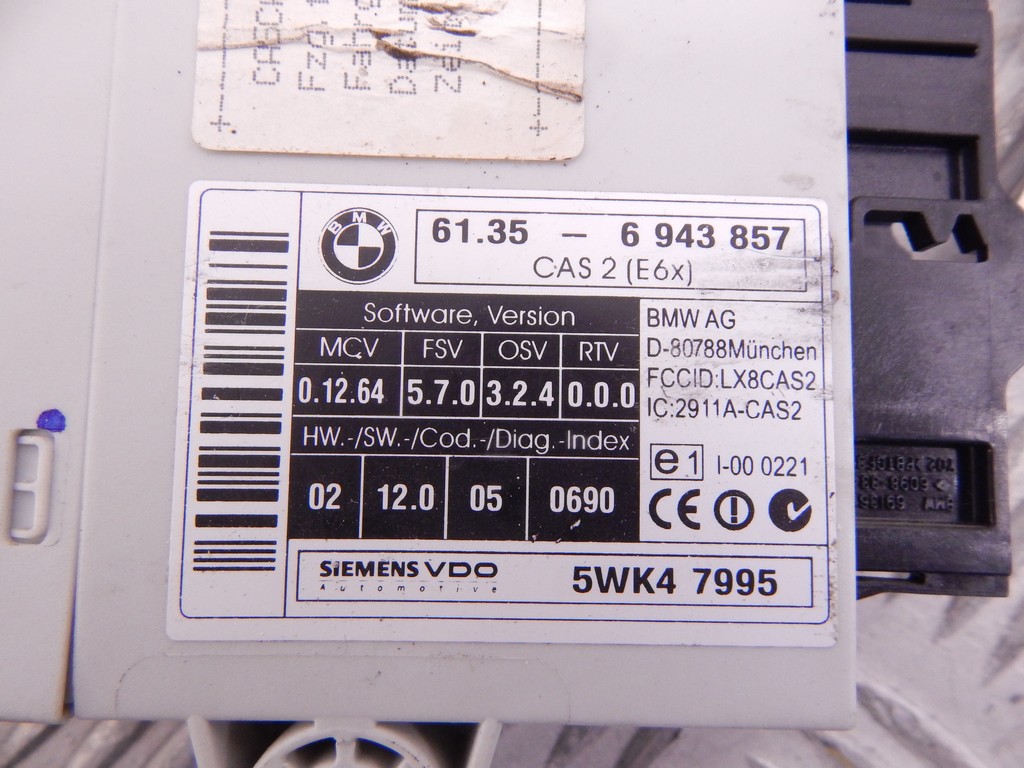 BMW
61.35 – 6 943 857
CAS 2 (E6x)
Software, Version
MCV FSV OSV RTV
0.12.64 5.7.0 3.2.4 0.0.0
HW.-/SW.-/Cod.-/Diag.-Index
02 12.0 05 0690
BMW AG
D-80788München
FCCID:LX8CAS2
IC:2911A-CAS2
e1 I-00 0221
CE
SIEMENS VDO
Automotive
5WK4 7995